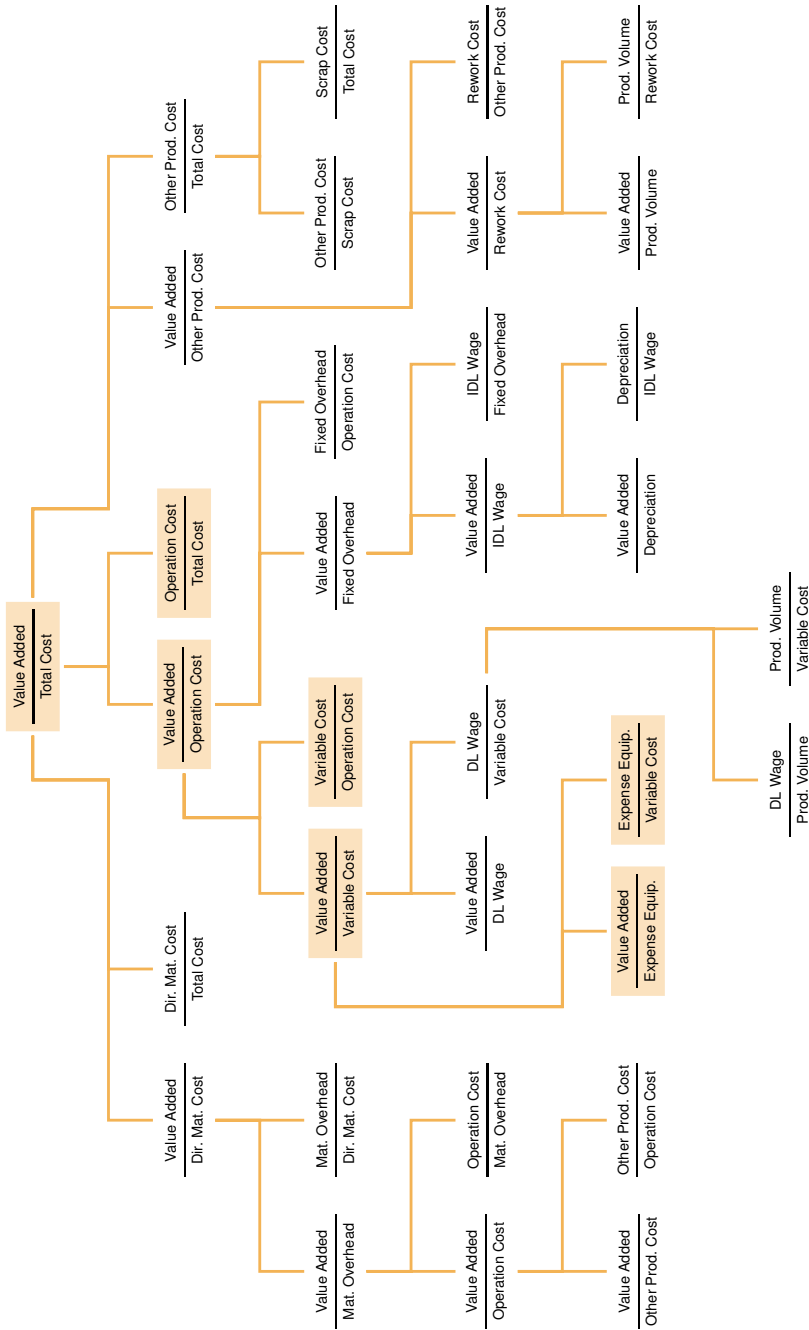 Value Added
Total Cost
Value Added
Dir. Mat. Cost
Dir. Mat. Cost
Total Cost
Value Added
Operation Cost
Operation Cost
Total Cost
Value Added
Other Prod. Cost
Other Prod. Cost
Total Cost
Value Added
Mat. Overhead
Mat. Overhead
Dir. Mat. Cost
Value Added
Variable Cost
Variable Cost
Operation Cost
Value Added
Fixed Overhead
Fixed Overhead
Operation Cost
Other Prod. Cost
Scrap Cost
Scrap Cost
Total Cost
Value Added
Operation Cost
Operation Cost
Mat. Overhead
Value Added
DL Wage
DL Wage
Variable Cost
Value Added
IDL Wage
IDL Wage
Fixed Overhead
Value Added
Rework Cost
Rework Cost
Other Prod. Cost
Value Added
Other Prod. Cost
Other Prod. Cost
Operation Cost
Value Added
Expense Equip.
Expense Equip.
Variable Cost
Value Added
Depreciation
Depreciation
IDL Wage
Value Added
Prod. Volume
Prod. Volume
Rework Cost
DL Wage
Prod. Volume
Prod. Volume
Variable Cost